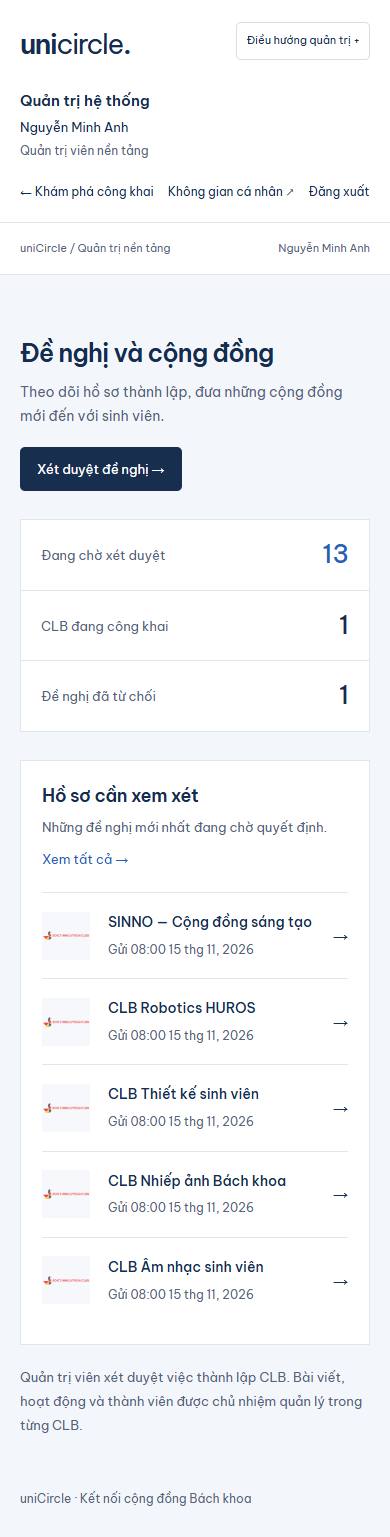 unicircle.
Điều hướng quản trị +
Quản trị hệ thống
Nguyễn Minh Anh
Quản trị viên nền tảng
← Khám phá công khai Không gian cá nhân ↗ Đăng xuất
uniCircle / Quản trị nền tảng Nguyễn Minh Anh
Đề nghị và cộng đồng
Theo dõi hồ sơ thành lập, đưa những cộng đồng
mới đến với sinh viên.
Xét duyệt đề nghị →
Đang chờ xét duyệt 13
CLB đang công khai 1
Đề nghị đã từ chối 1
Hồ sơ cần xem xét
Những đề nghị mới nhất đang chờ quyết định.
Xem tất cả →
SINNO — Cộng đồng sáng tạo →
Gửi 08:00 15 thg 11, 2026
CLB Robotics HUROS →
Gửi 08:00 15 thg 11, 2026
CLB Thiết kế sinh viên →
Gửi 08:00 15 thg 11, 2026
CLB Nhiếp ảnh Bách khoa →
Gửi 08:00 15 thg 11, 2026
CLB Âm nhạc sinh viên →
Gửi 08:00 15 thg 11, 2026
Quản trị viên xét duyệt việc thành lập CLB. Bài viết,
hoạt động và thành viên được chủ nhiệm quản lý trong
từng CLB.
uniCircle · Kết nối cộng đồng Bách khoa